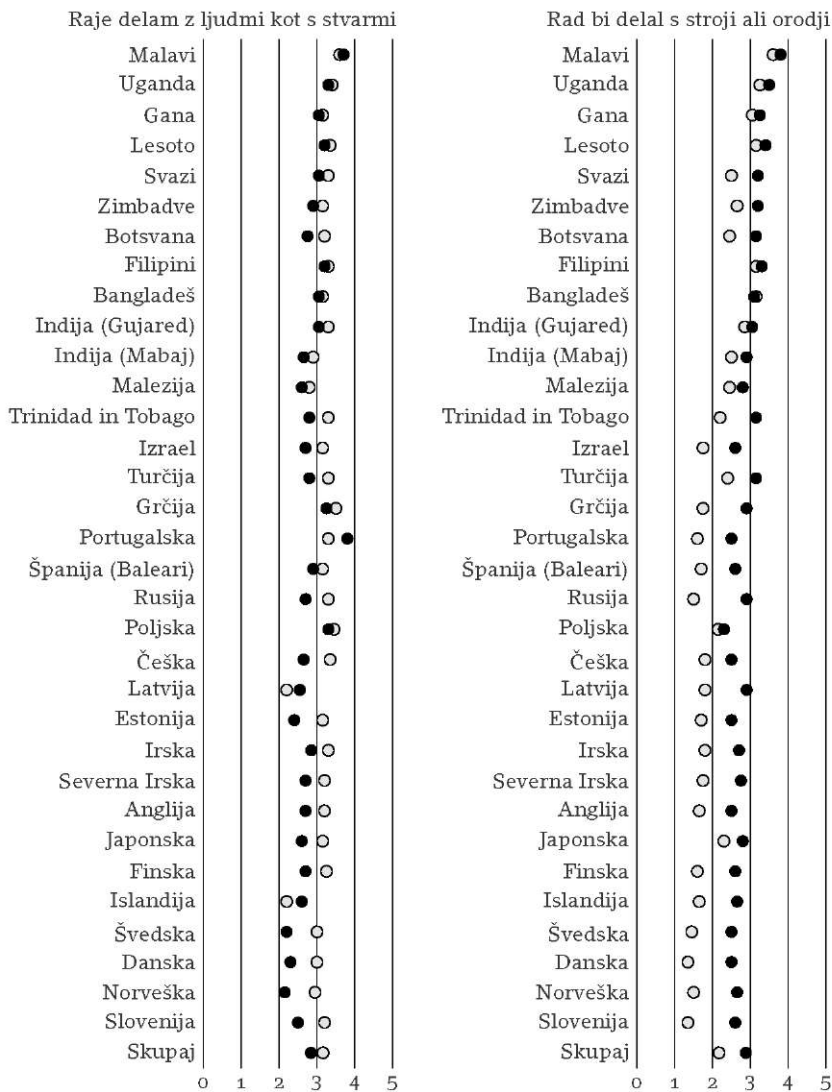 Raje delam z ljudmi kot s stvarmi
Malavi
Uganda
Gana
Lesoto
Svazi
Zimbadve
Botsvana
Filipini
Bangladeš
Indija (Gujared)
Indija (Mabaj)
Malezija
Trinidad in Tobago
Izrael
Turčija
Grčija
Portugalska
Španija (Baleari)
Rusija
Poljska
Češka
Latvija
Estonija
Irska
Severna Irska
Anglija
Japonska
Finska
Islandija
Švedska
Danska
Norveška
Slovenija
Skupaj
0 1 2 3 4 5
Rad bi delal s stroji ali orodji
Malavi
Uganda
Gana
Lesoto
Svazi
Zimbadve
Botsvana
Filipini
Bangladeš
Indija (Gujared)
Indija (Mabaj)
Malezija
Trinidad in Tobago
Izrael
Turčija
Grčija
Portugalska
Španija (Baleari)
Rusija
Poljska
Češka
Latvija
Estonija
Irska
Severna Irska
Anglija
Japonska
Finska
Islandija
Švedska
Danska
Norveška
Slovenija
Skupaj
0 1 2 3 4 5